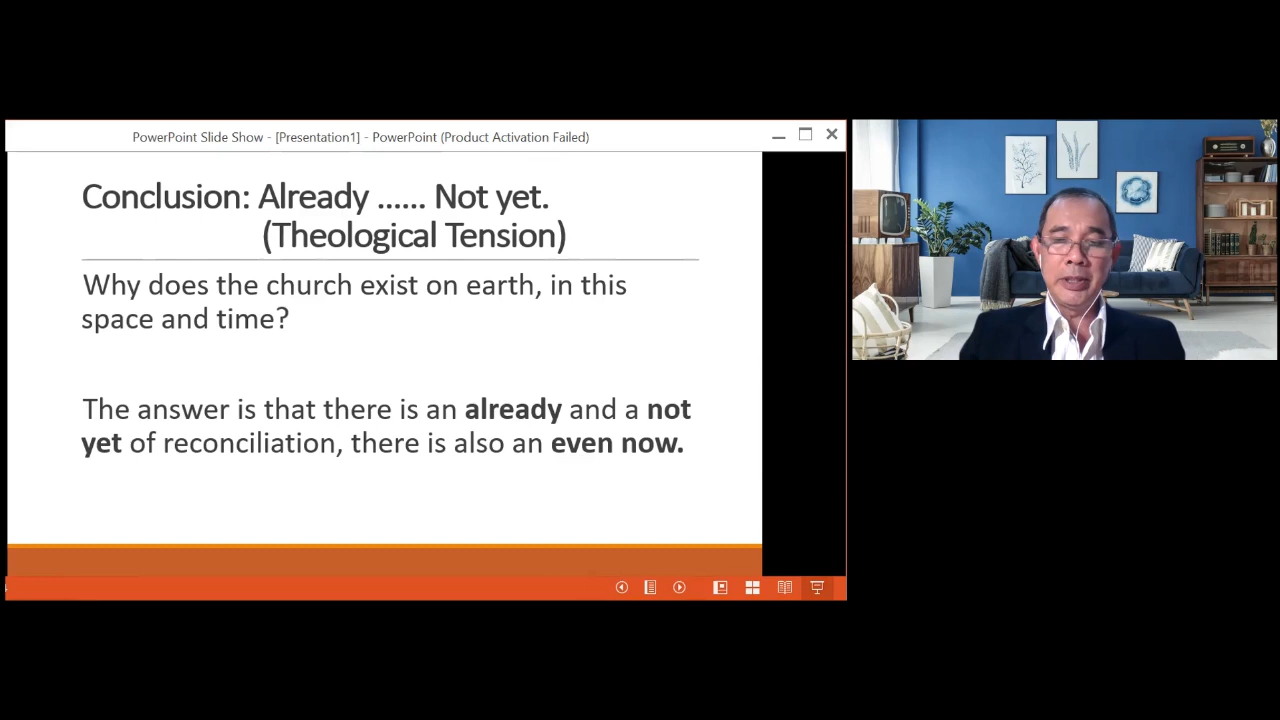 PowerPoint Slide Show - [Presentation1] - PowerPoint (Product Activation Failed)
Conclusion: Already ...... Not yet.
(Theological Tension)
Why does the church exist on earth, in this
space and time?
The answer is that there is an already and a not
yet of reconciliation, there is also an even now.